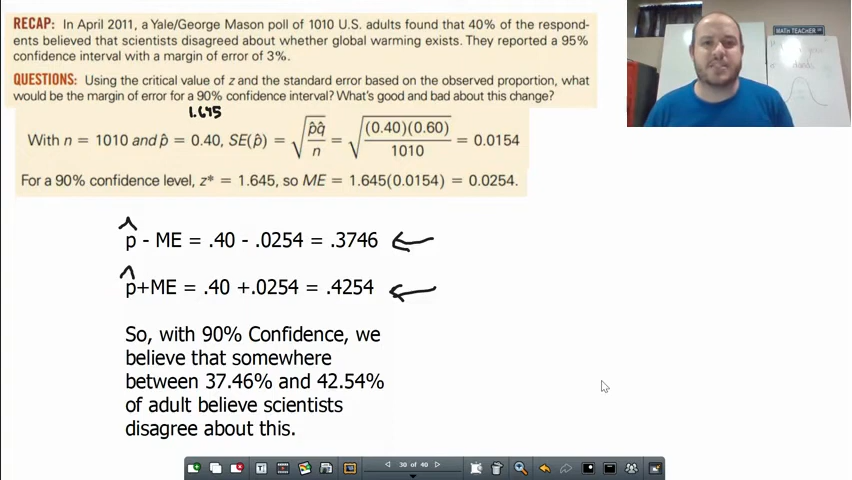 RECAP: In April 2011, a Yale/George Mason poll of 1010 U.S. adults found that 40% of the respond-
ents believed that scientists disagreed about whether global warming exists. They reported a 95%
confidence interval with a margin of error of 3%.
QUESTIONS: Using the critical value of z and the standard error based on the observed proportion, what
would be the margin of error for a 90% confidence interval? What's good and bad about this change?
1.645
With n = 1010 and p̂ = 0.40, SE(p̂) = √(p̂q̂/n) = √((0.40)(0.60)/1010) = 0.0154
For a 90% confidence level, z* = 1.645, so ME = 1.645(0.0154) = 0.0254.
p̂ - ME = .40 - .0254 = .3746
p̂+ME = .40 +.0254 = .4254
So, with 90% Confidence, we
believe that somewhere
between 37.46% and 42.54%
of adult believe scientists
disagree about this.
MATH TEACHER
30 of 40